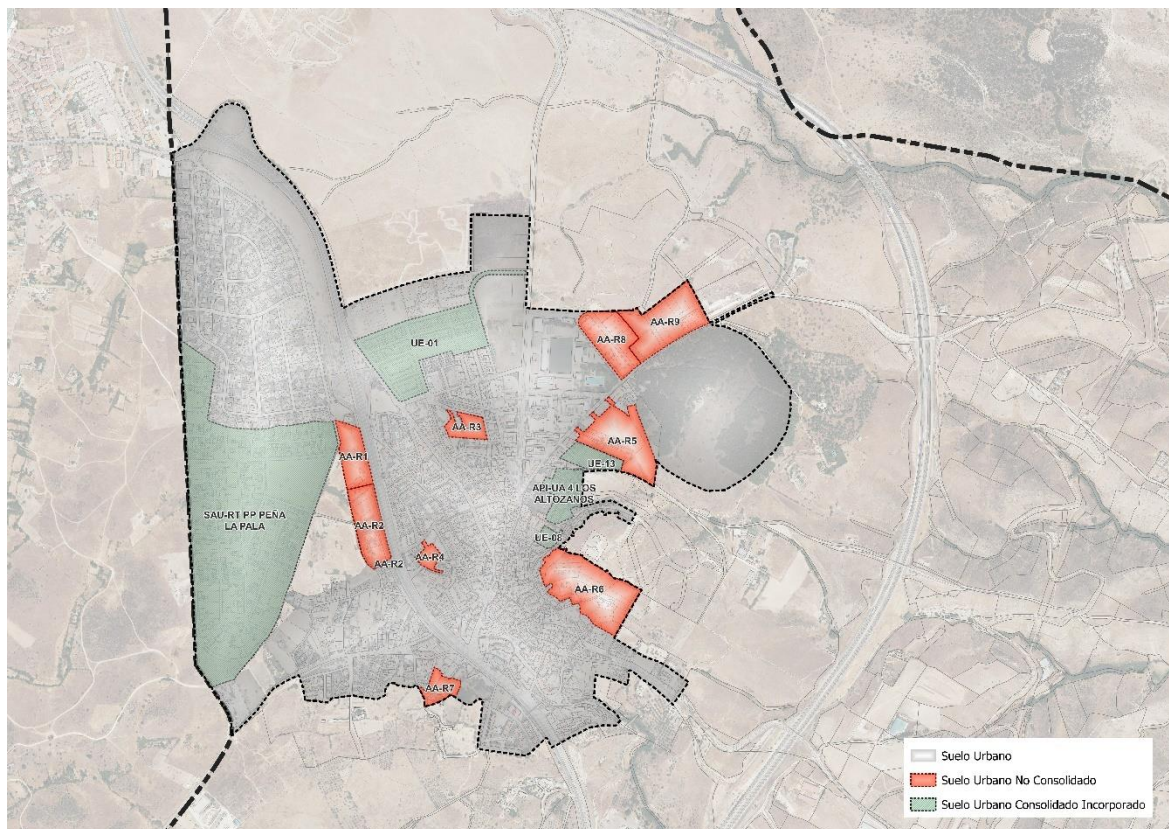 AA-R9
AA-R8
UE-01
AA-R3
AA-R5
AA-R1
UE-13
API-UA 4 LOS
ALTOZANOS
SAU-RT PP PEÑA
LA PALA
AA-R2
UE-08
AA-R4
AA-R2
AA-R6
AA-R7
Suelo Urbano
Suelo Urbano No Consolidado
Suelo Urbano Consolidado Incorporado